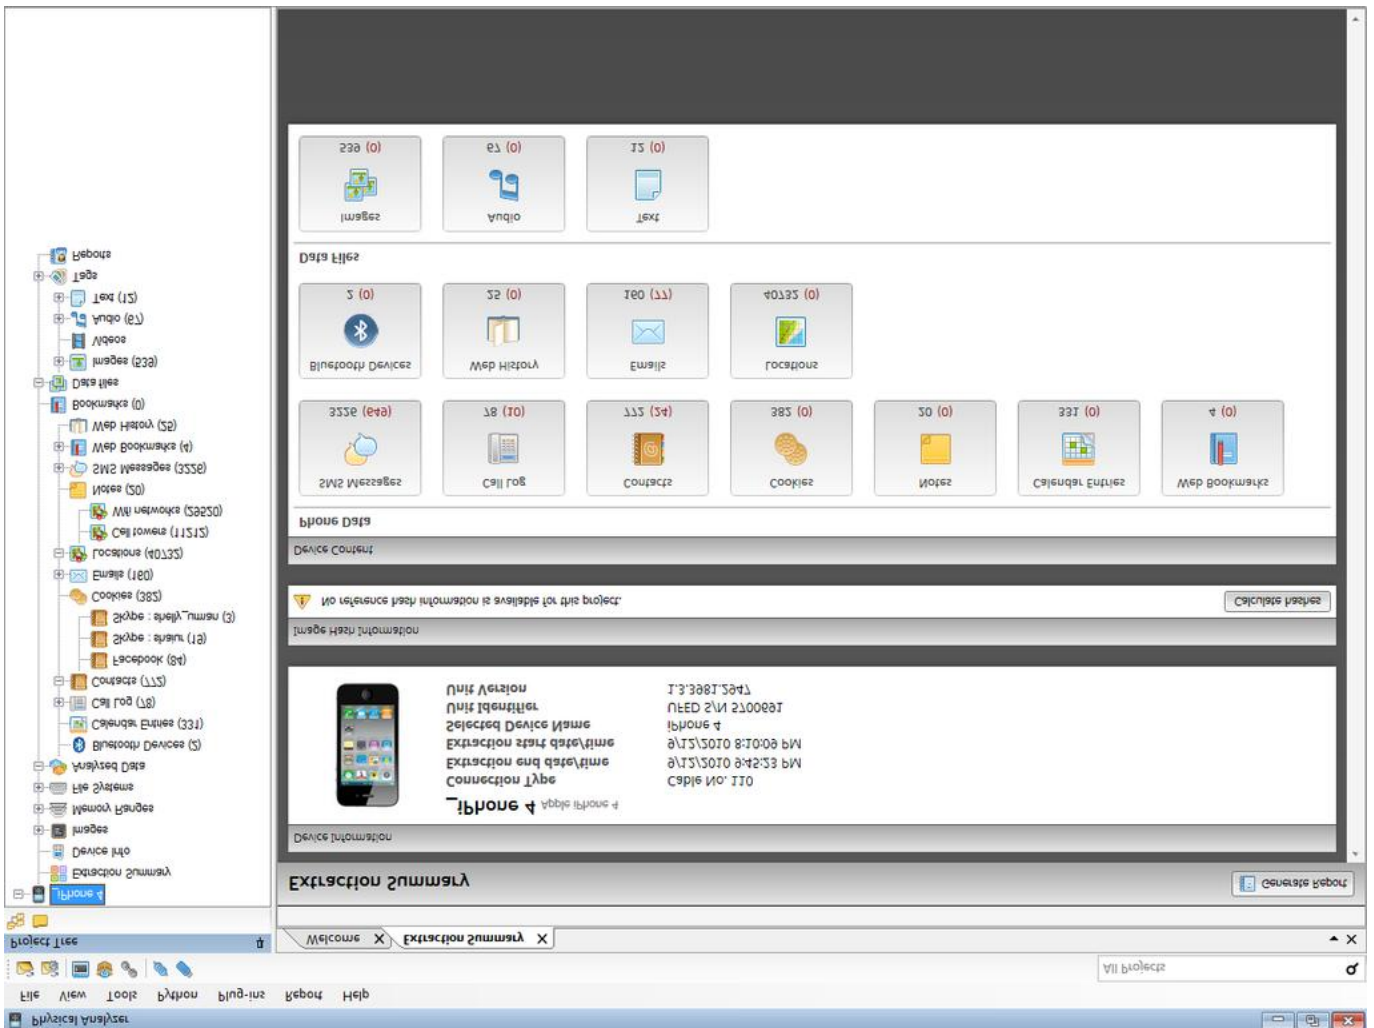 Physical Analyzer
File View Tools Python Plug-ins Report Help
All Projects
Project Tree
Welcome X Extraction Summary X
_iPhone 4
Extraction Summary
Device Info
Images
Memory Ranges
File Systems
Analyzed Data
Bluetooth Devices (2)
Calendar Entries (331)
Call Log (78)
Contacts (772)
Facebook (84)
Skype : shaiur (19)
Skype : shelly_uman (3)
Cookies (382)
Emails (160)
Locations (40732)
Cell towers (11212)
Wifi networks (29520)
Notes (20)
SMS Messages (3226)
Web Bookmarks (4)
Web History (25)
Bookmarks (0)
Data files
Images (539)
Videos
Audio (67)
Text (12)
Tags
Reports
Extraction Summary
Generate Report
Device Information
_iPhone 4 Apple iPhone 4
Connection Type Cable No. 110
Extraction end date/time 9/12/2010 9:45:23 PM
Extraction start date/time 9/12/2010 8:10:09 PM
Selected Device Name iPhone 4
Unit Identifier UFED S/N 5700691
Unit Version 1.3.3981.2947
Image Hash Information
No reference hash information is available for this project.
Calculate hashes
Device Content
Phone Data
SMS Messages Call Log Contacts Cookies Notes Calendar Entries Web Bookmarks
3226 (649) 78 (10) 772 (24) 382 (0) 20 (0) 331 (0) 4 (0)
Bluetooth Devices Web History Emails Locations
2 (0) 25 (0) 160 (77) 40732 (0)
Data Files
Images Audio Text
539 (0) 67 (0) 12 (0)